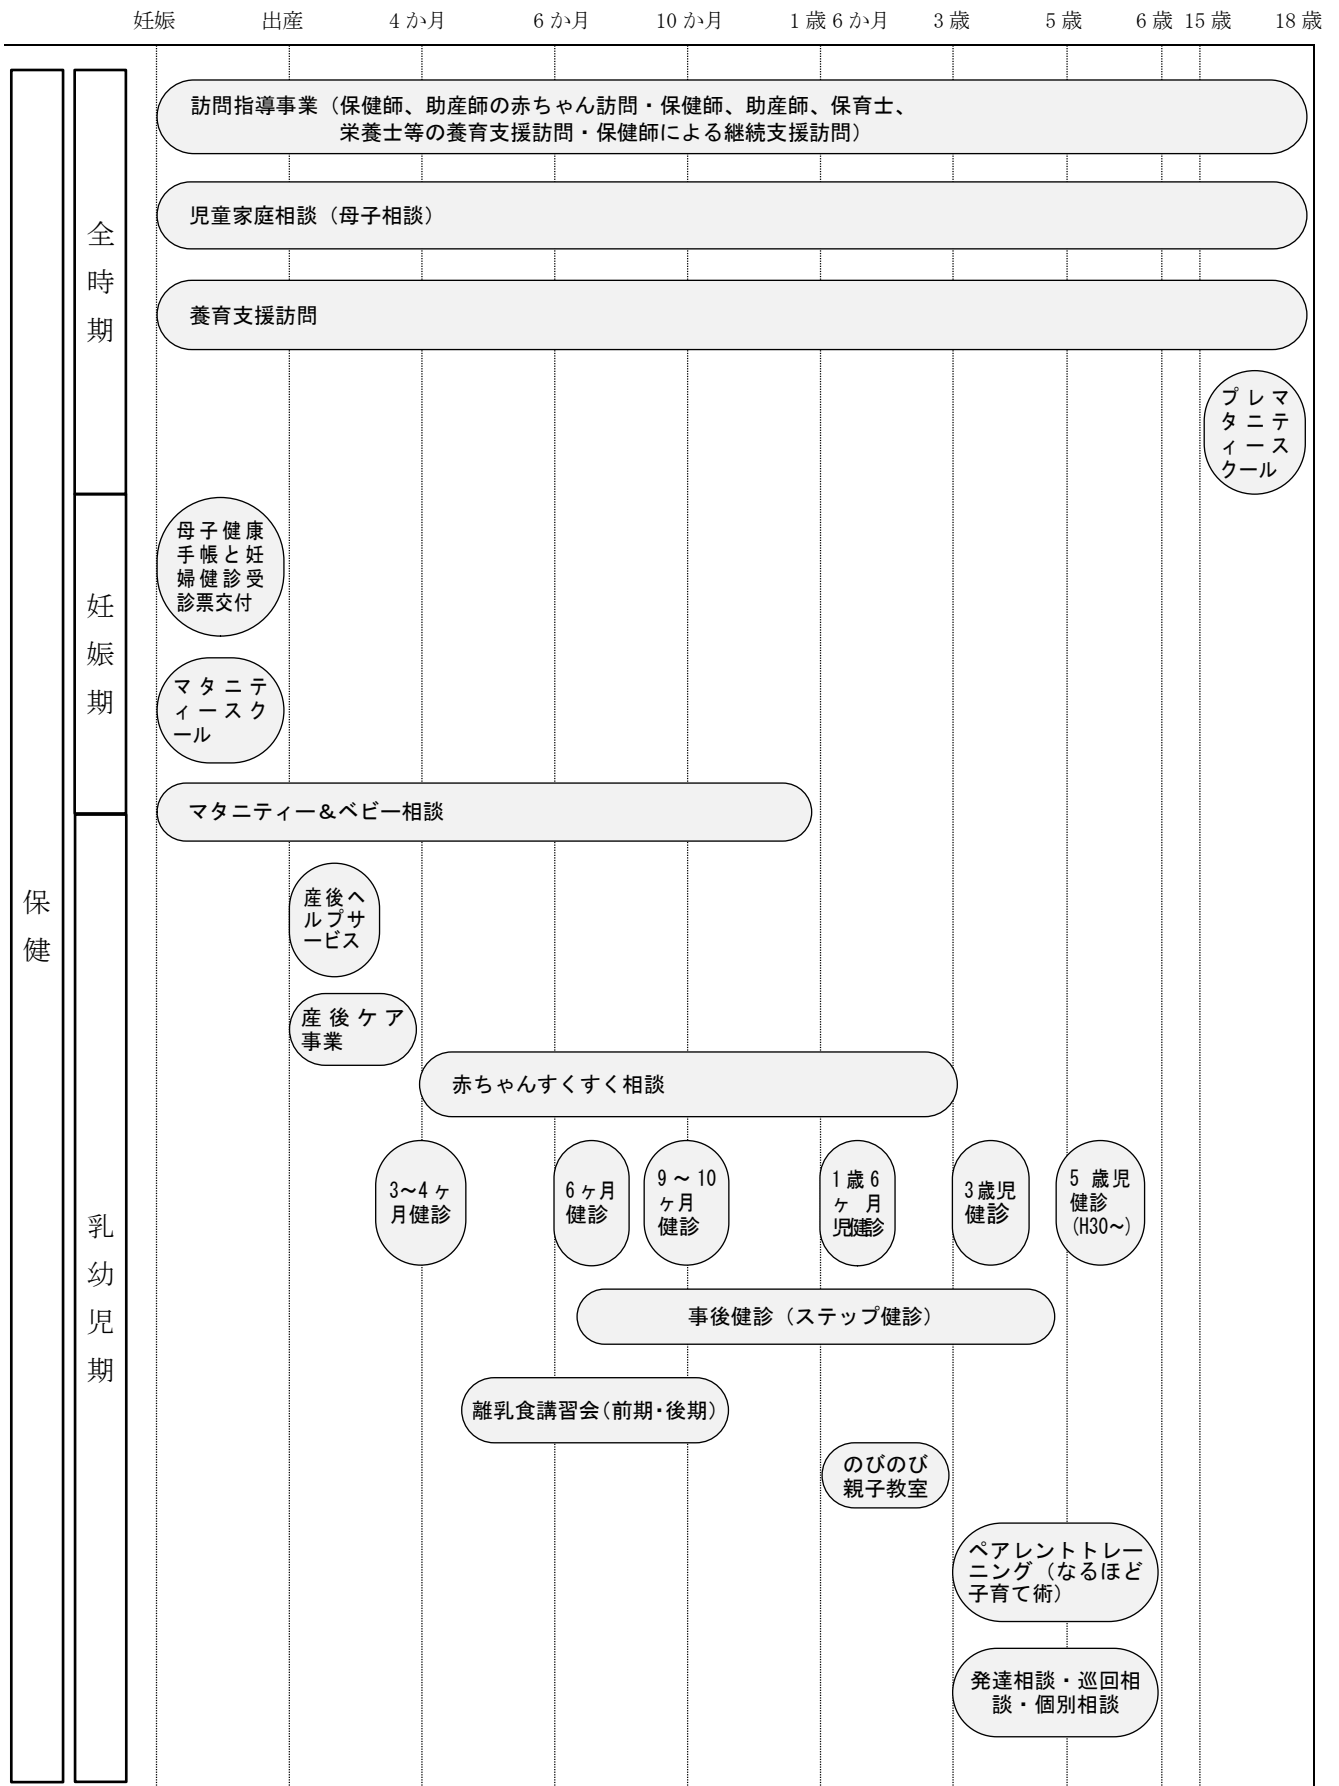 妊娠 出産 4か月 6か月 10か月 1歳6か月 3歳 5歳 6歳 15歳 18歳
保健
全時期
訪問指導事業（保健師、助産師の赤ちゃん訪問・保健師、助産師、保育士、
栄養士等の養育支援訪問・保健師による継続支援訪問）
児童家庭相談（母子相談）
養育支援訪問
プレマ
タニテ
ィース
クール
妊娠期
母子健康
手帳と妊
婦健診受
診票交付
マタニテ
ィースク
ール
マタニティー＆ベビー相談
乳幼児期
産後ヘ
ルプサ
ービス
産後ケア
事業
赤ちゃんすくすく相談
3～4ヶ
月健診
6ヶ月
健診
9～10
ヶ月
健診
1歳6
ヶ月
児健診
3歳児
健診
5歳児
健診
(H30～)
事後健診（ステップ健診）
離乳食講習会(前期・後期)
のびのび
親子教室
ペアレントトレー
ニング（なるほど
子育て術）
発達相談・巡回相
談・個別相談